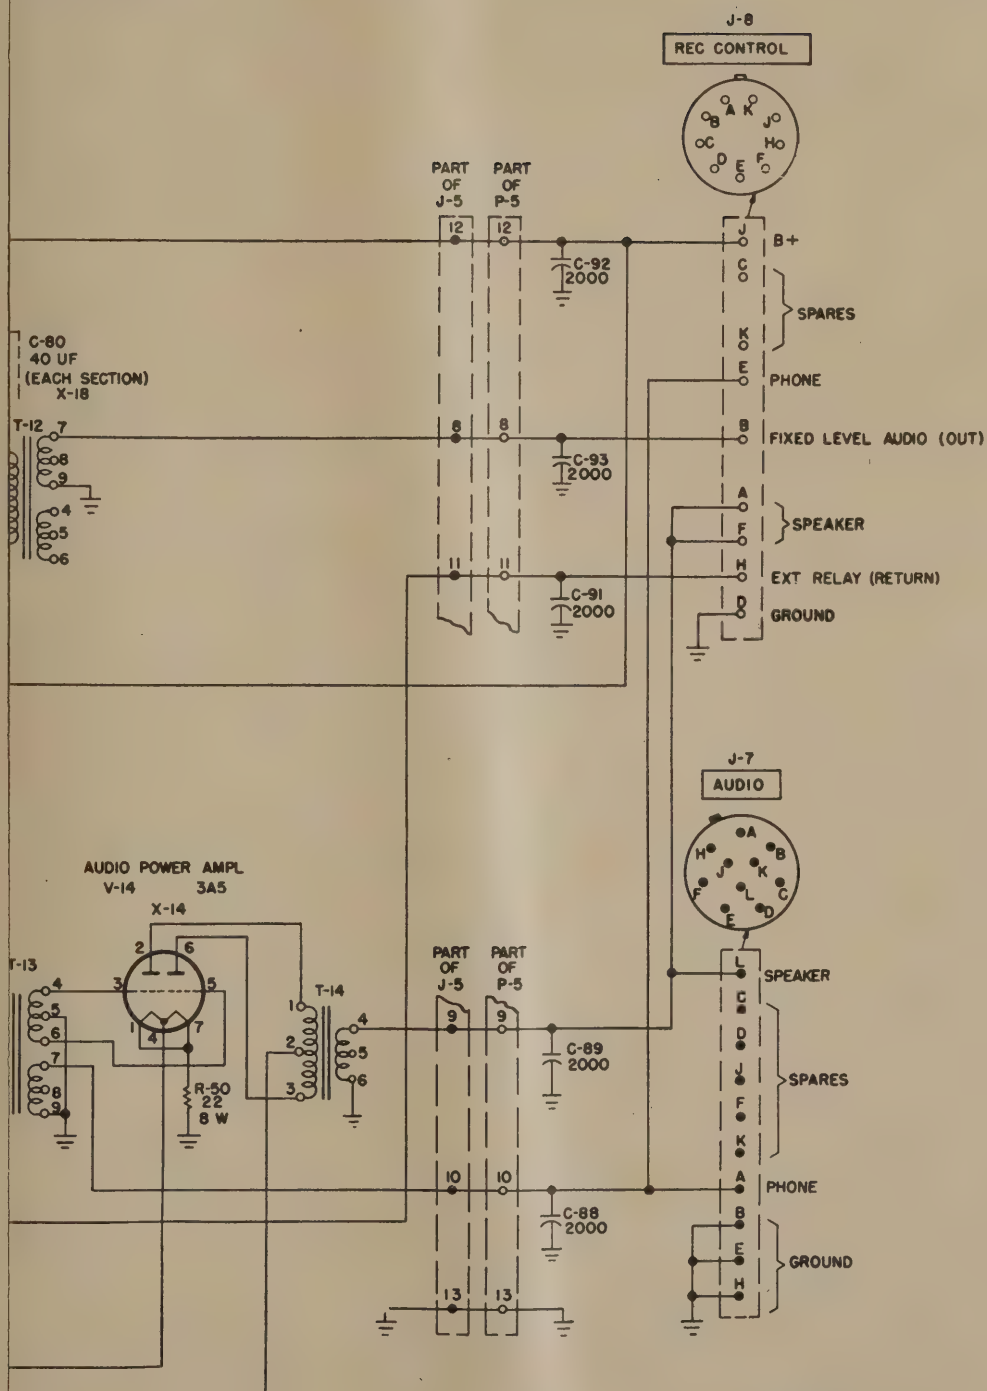 J-8
REC CONTROL
A K
B J
C H
D E F
PART OF J-5
PART OF P-5
12 12
J B+
C-92
2000
C
SPARES
K
C-80
40 UF
(EACH SECTION)
X-18
E PHONE
T-12 7
8
9
8 8
B FIXED LEVEL AUDIO (OUT)
C-93
2000
4
5
6
A
SPEAKER
F
11 11
H EXT RELAY (RETURN)
C-91
2000
D GROUND
J-7
AUDIO
A
H B
J K
F L C
E D
AUDIO POWER AMPL
V-14 3A5
X-14
2 6
3 5
1 4 7
T-13
4
5
6
7
8
9
R-50
22
8 W
T-14
1
2
3
4
5
6
PART OF J-5
PART OF P-5
9 9
C-89
2000
L SPEAKER
C
D
J
SPARES
F
K
10 10
A PHONE
C-88
2000
B
E
GROUND
H
13 13